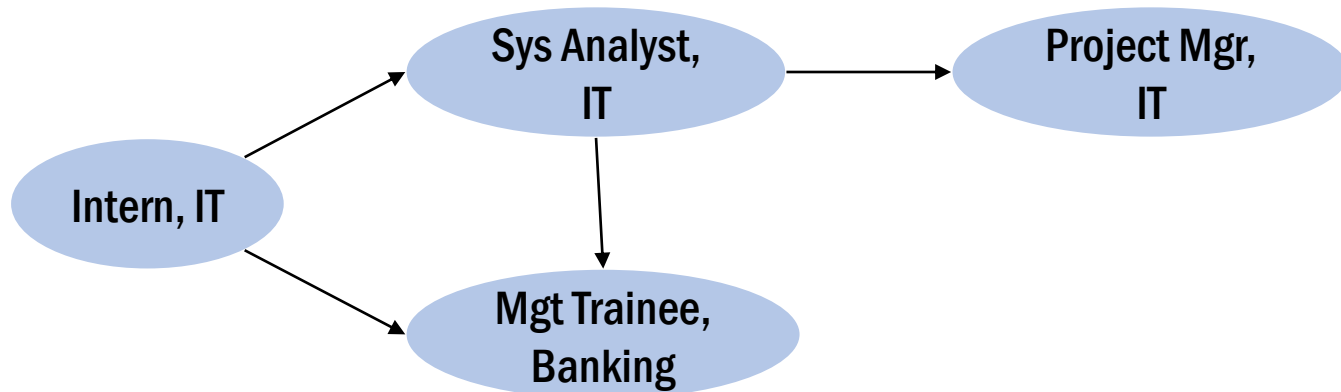 Sys Analyst,
IT
Project Mgr,
IT
Intern, IT
Mgt Trainee,
Banking